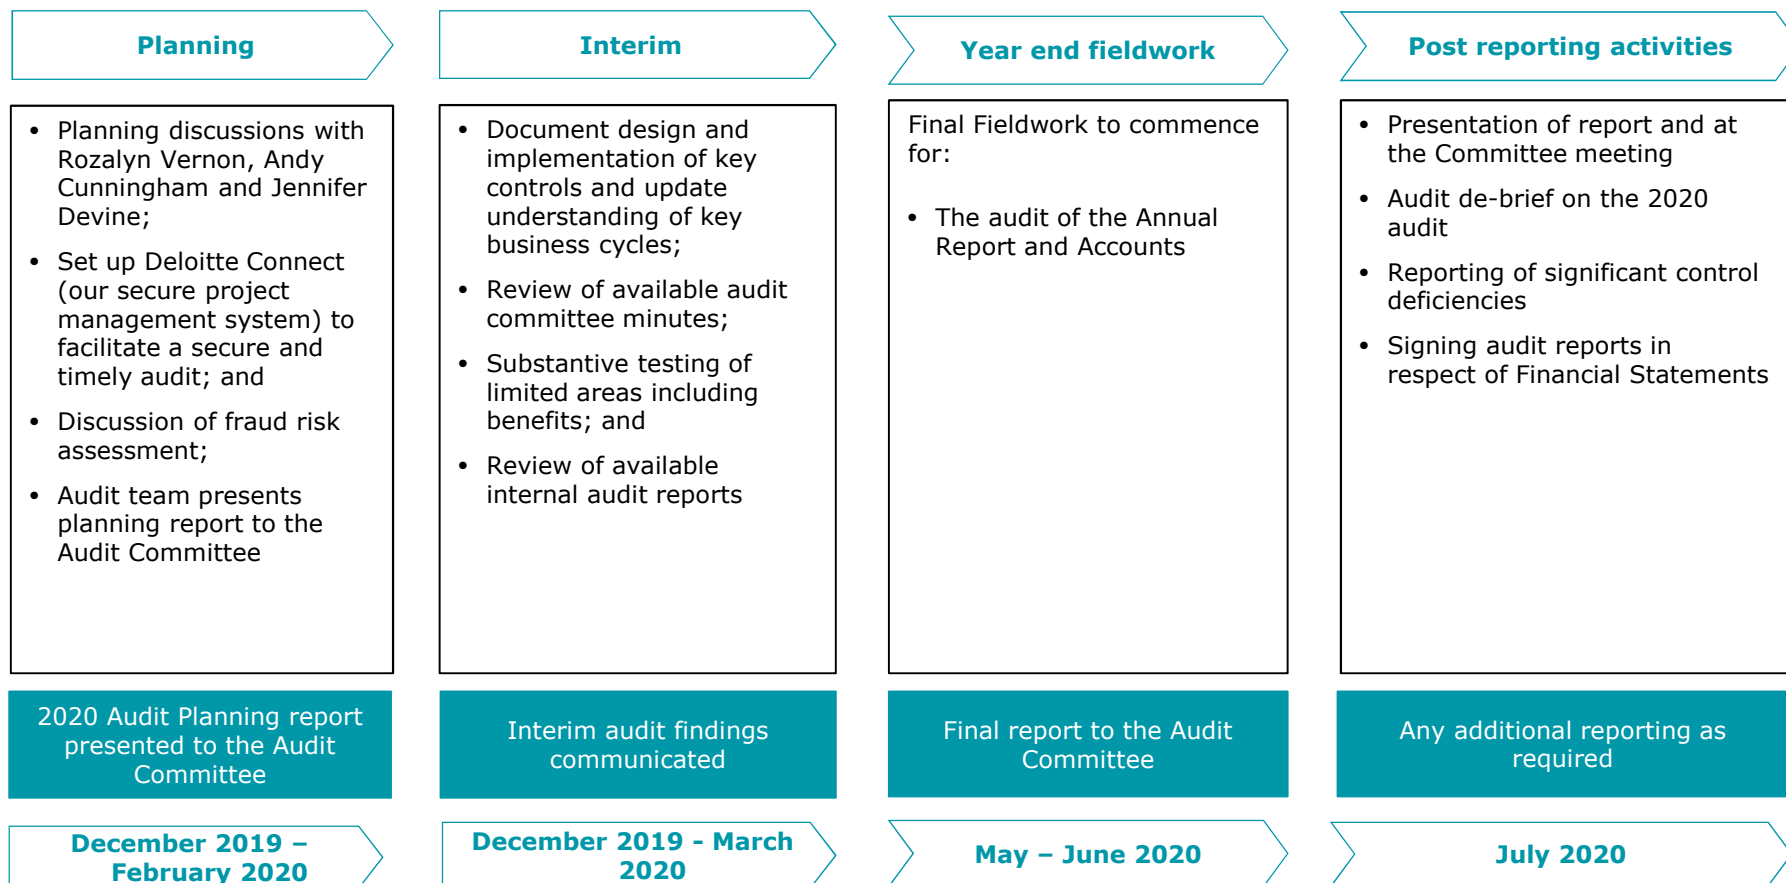 Planning
• Planning discussions with
Rozalyn Vernon, Andy
Cunningham and Jennifer
Devine;
• Set up Deloitte Connect
(our secure project
management system) to
facilitate a secure and
timely audit; and
• Discussion of fraud risk
assessment;
• Audit team presents
planning report to the
Audit Committee
2020 Audit Planning report
presented to the Audit
Committee
December 2019 –
February 2020
Interim
• Document design and
implementation of key
controls and update
understanding of key
business cycles;
• Review of available audit
committee minutes;
• Substantive testing of
limited areas including
benefits; and
• Review of available
internal audit reports
Interim audit findings
communicated
December 2019 - March
2020
Year end fieldwork
Final Fieldwork to commence
for:
• The audit of the Annual
Report and Accounts
Final report to the Audit
Committee
May – June 2020
Post reporting activities
• Presentation of report and at
the Committee meeting
• Audit de-brief on the 2020
audit
• Reporting of significant control
deficiencies
• Signing audit reports in
respect of Financial Statements
Any additional reporting as
required
July 2020